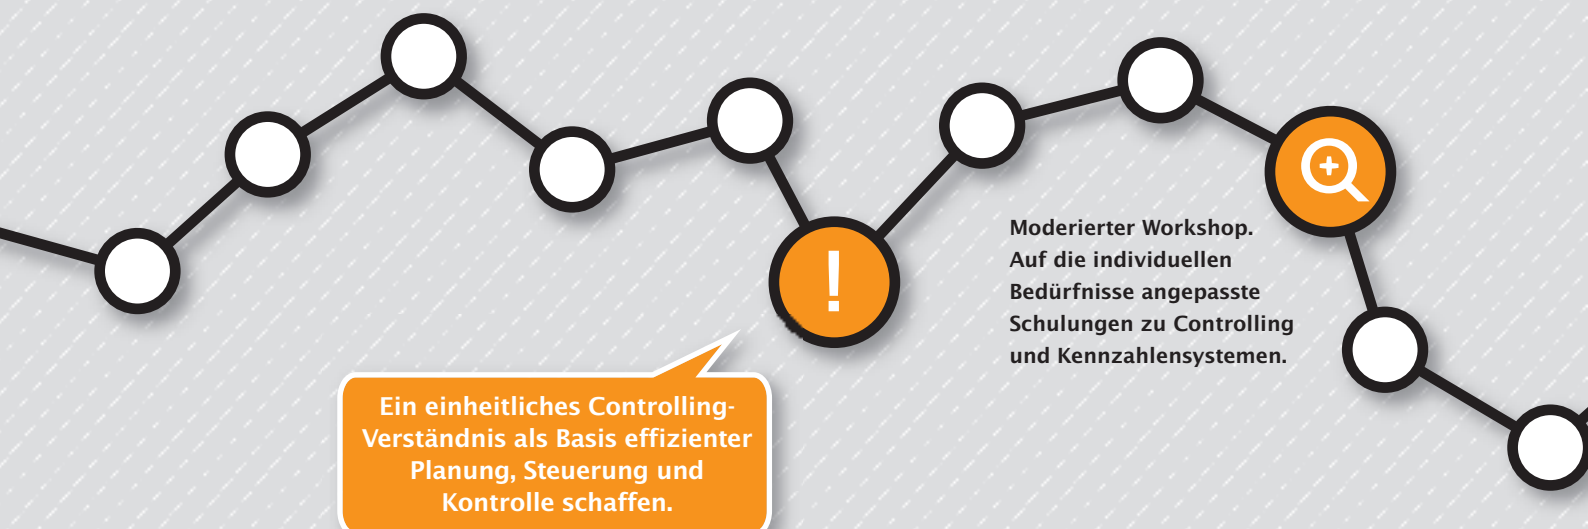 !
Moderierter Workshop.
Auf die individuellen
Bedürfnisse angepasste
Schulungen zu Controlling
und Kennzahlensystemen.
Ein einheitliches Controlling-
Verständnis als Basis effizienter
Planung, Steuerung und
Kontrolle schaffen.